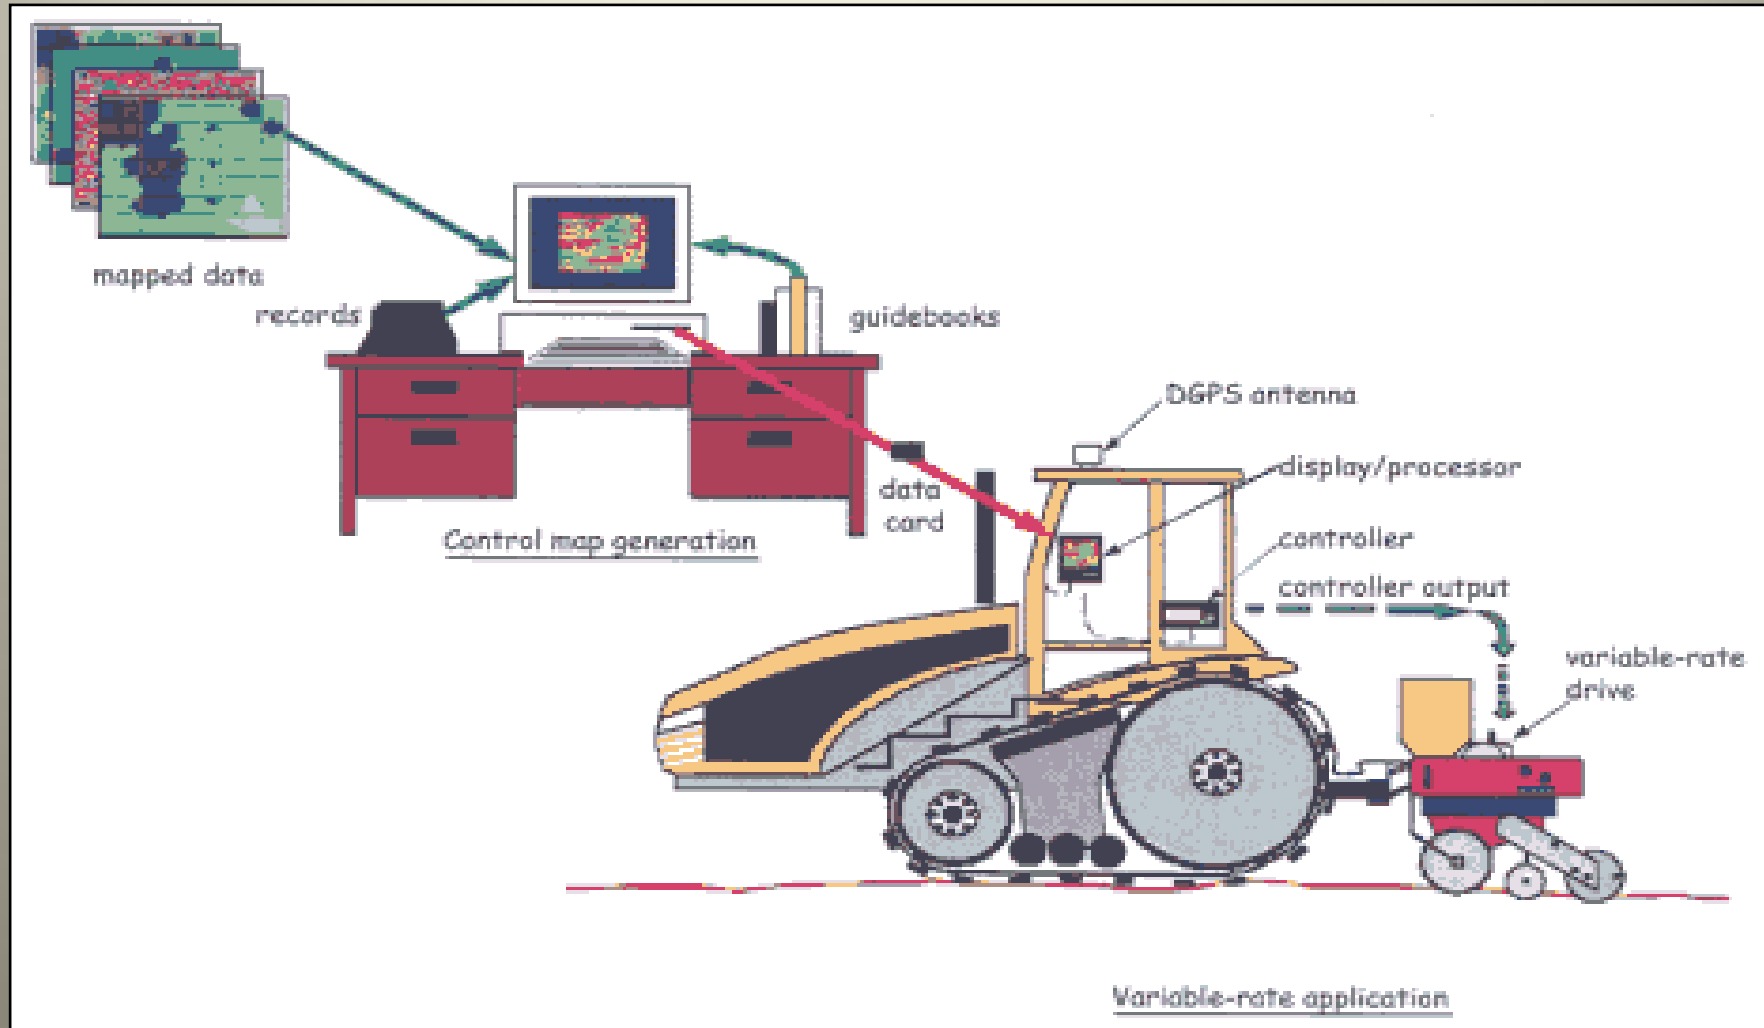 mapped data
records
guidebooks
DGPS antenna
display/processor
data
card
Control map generation
controller
controller output
variable-rate
drive
Variable-rate application